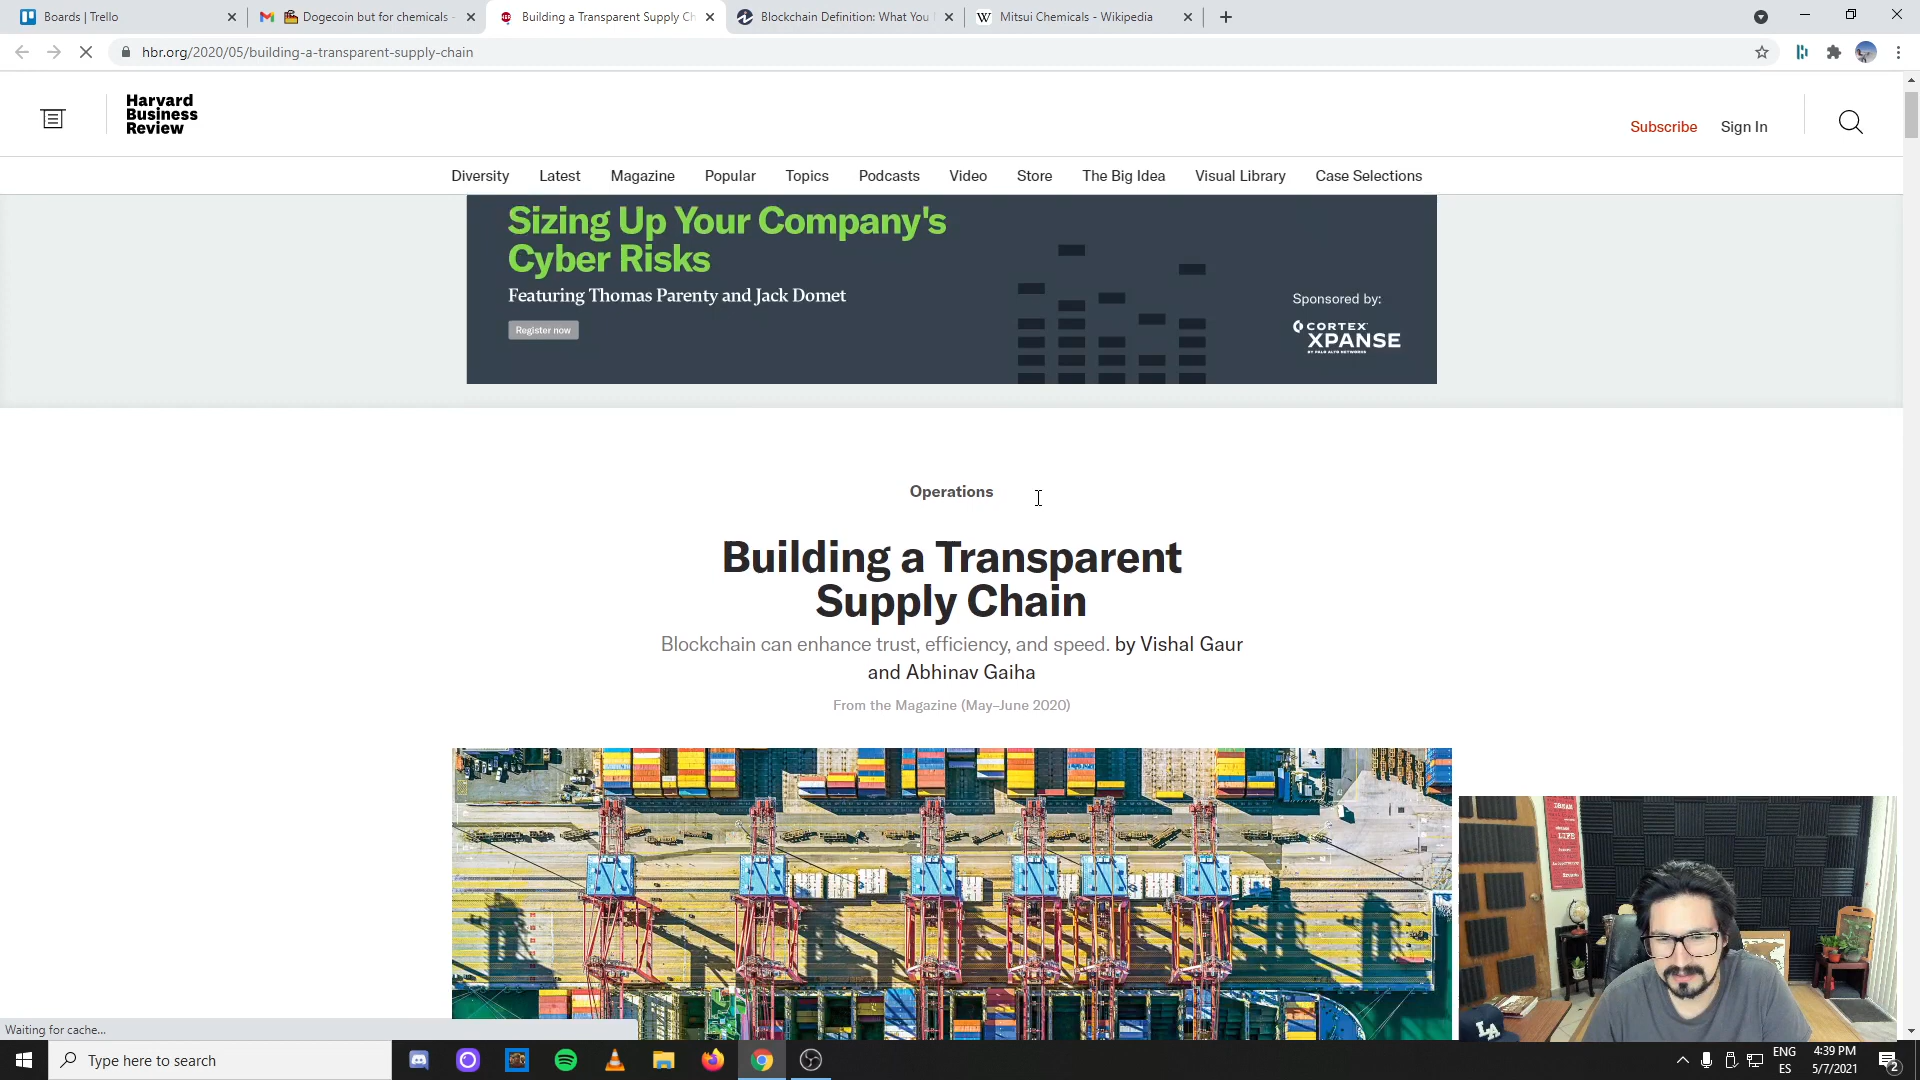 Boards | Trello
Dogecoin but for chemicals -
Building a Transparent Supply Ch
Blockchain Definition: What You
Mitsui Chemicals - Wikipedia
hbr.org/2020/05/building-a-transparent-supply-chain
Harvard
Business
Review
Subscribe Sign In
Diversity Latest Magazine Popular Topics Podcasts Video Store The Big Idea Visual Library Case Selections
Sizing Up Your Company's
Cyber Risks
Featuring Thomas Parenty and Jack Domet
Register now
Sponsored by:
CORTEX
XPANSE
BY PALO ALTO NETWORKS
Operations
Building a Transparent
Supply Chain
Blockchain can enhance trust, efficiency, and speed. by Vishal Gaur
and Abhinav Gaiha
From the Magazine (May–June 2020)
DREAM
LIFE
LA
Waiting for cache...
Type here to search
ENG
ES
4:39 PM
5/7/2021
2